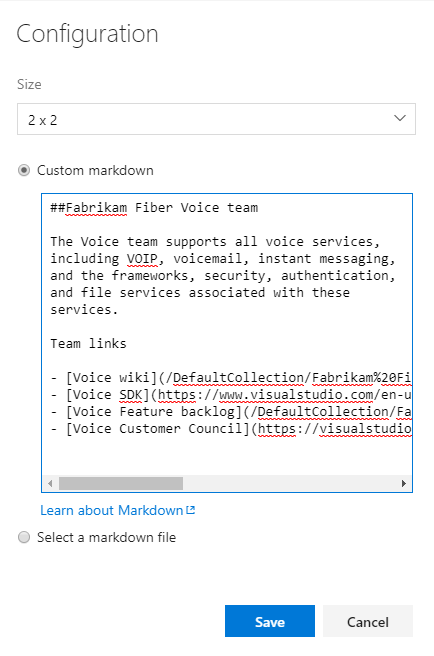 Configuration
Size
2 x 2
Custom markdown
##Fabrikam Fiber Voice team
The Voice team supports all voice services,
including VOIP, voicemail, instant messaging,
and the frameworks, security, authentication,
and file services associated with these
services.
Team links
- [Voice wiki](/DefaultCollection/Fabrikam%20Fi
- [Voice SDK](https://www.visualstudio.com/en-u
- [Voice Feature backlog](/DefaultCollection/Fa
- [Voice Customer Council](https://visualstudio
Learn about Markdown
Select a markdown file
Save
Cancel